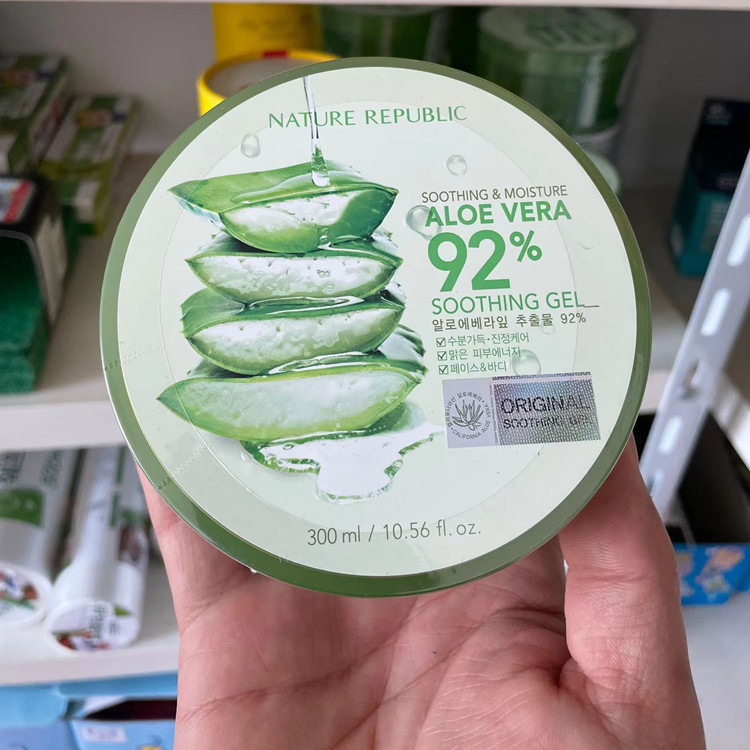 NATURE REPUBLIC
SOOTHING & MOISTURE
ALOE VERA
92%
SOOTHING GEL
알로에베라잎 추출물 92%
수분가득·진정케어
맑은 피부에너지
페이스&바디
ORIGINAL
SOOTHING GEL
CALIFORNIA ALOE
300 ml / 10.56 fl. oz.